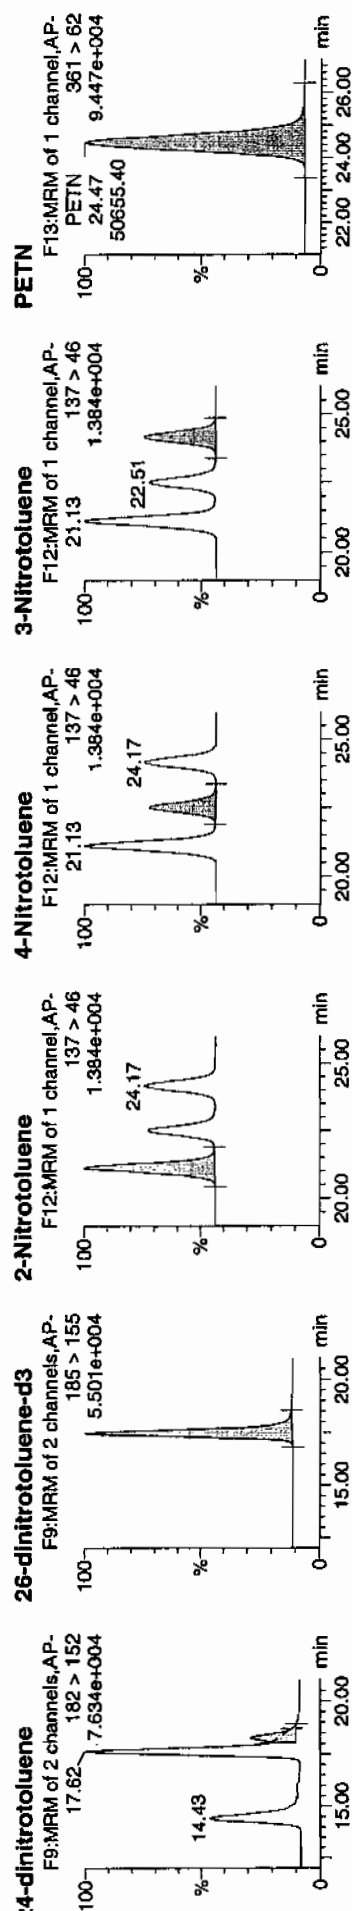 24-dinitrotoluene
F9:MRM of 2 channels,AP-
182 > 152
7.634e+004
17.62
14.43
100
%
0
15.00 20.00 min
26-dinitrotoluene-d3
F9:MRM of 2 channels,AP-
185 > 155
5.501e+004
100
%
0
15.00 20.00 min
2-Nitrotoluene
F12:MRM of 1 channel,AP-
137 > 46
1.384e+004
24.17
100
%
0
20.00 25.00 min
4-Nitrotoluene
F12:MRM of 1 channel,AP-
21.13 137 > 46
1.384e+004
24.17
100
%
0
20.00 25.00 min
3-Nitrotoluene
F12:MRM of 1 channel,AP-
21.13 137 > 46
1.384e+004
22.51
100
%
0
20.00 25.00 min
PETN
F13:MRM of 1 channel,AP-
PETN 361 > 62
24.47 9.447e+004
50655.40
100
%
0
22.00 24.00 26.00 min